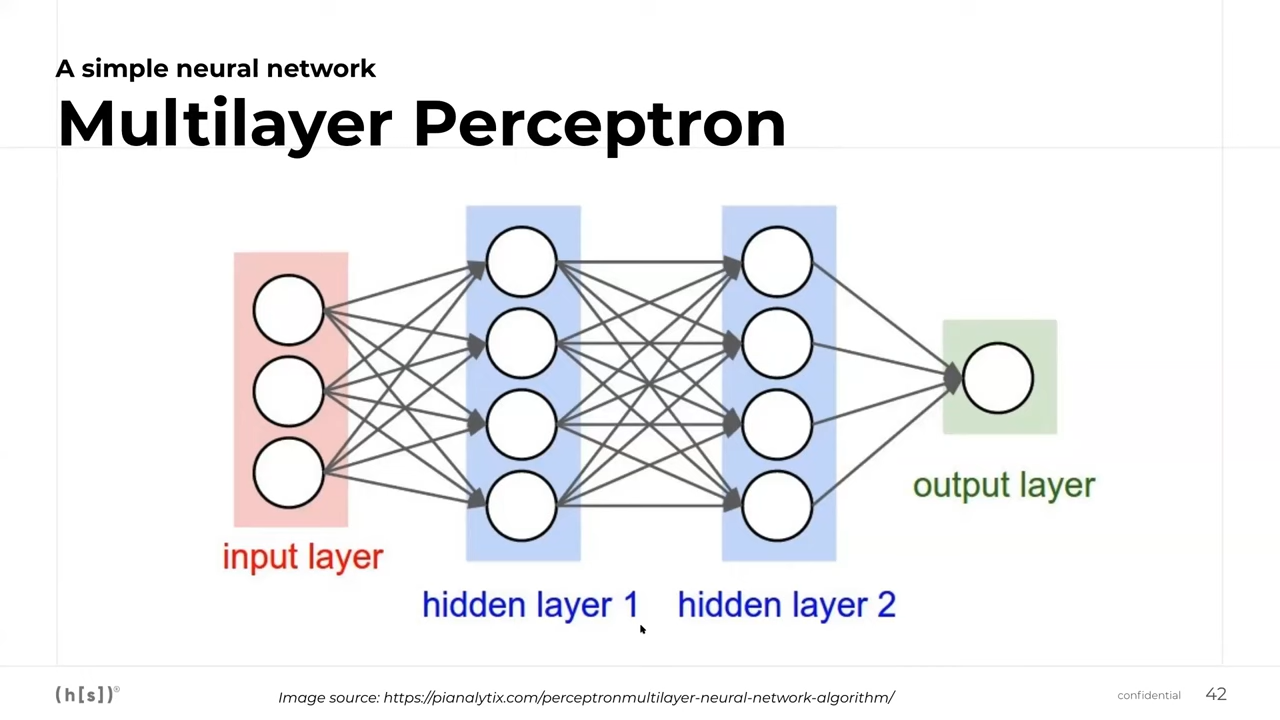 A simple neural network
Multilayer Perceptron
input layer
hidden layer 1
hidden layer 2
output layer
(h[s])®
Image source: https://pianalytix.com/perceptronmultilayer-neural-network-algorithm/
confidential
42